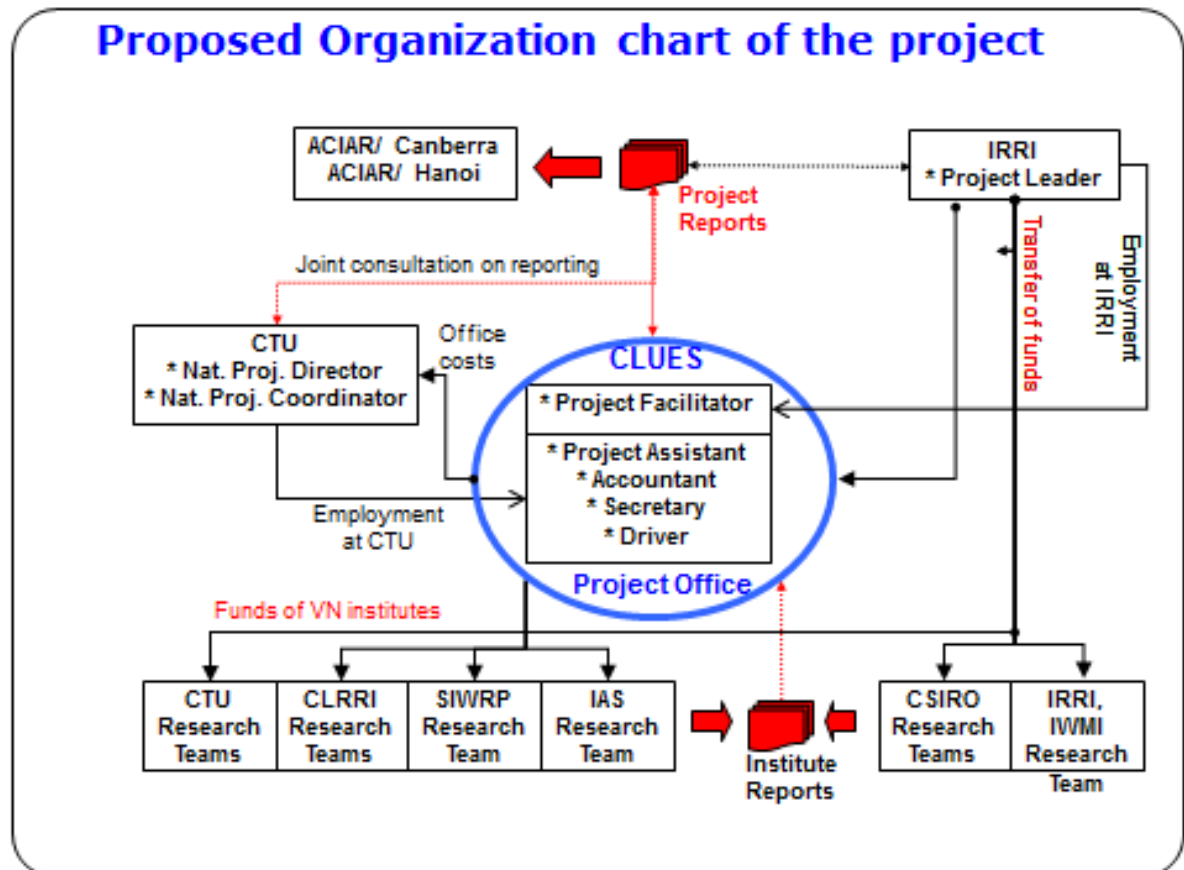 Proposed Organization chart of the project
ACIAR/ Canberra
ACIAR/ Hanoi
Project
Reports
IRRI
* Project Leader
Transfer of funds
Employment
at IRRI
Joint consultation on reporting
CTU
* Nat. Proj. Director
* Nat. Proj. Coordinator
Office
costs
CLUES
* Project Facilitator
* Project Assistant
* Accountant
* Secretary
* Driver
Project Office
Employment
at CTU
Funds of VN institutes
CTU
Research
Teams
CLRRI
Research
Teams
SIWRP
Research
Team
IAS
Research
Team
Institute
Reports
CSIRO
Research
Teams
IRRI,
IWMI
Research
Team